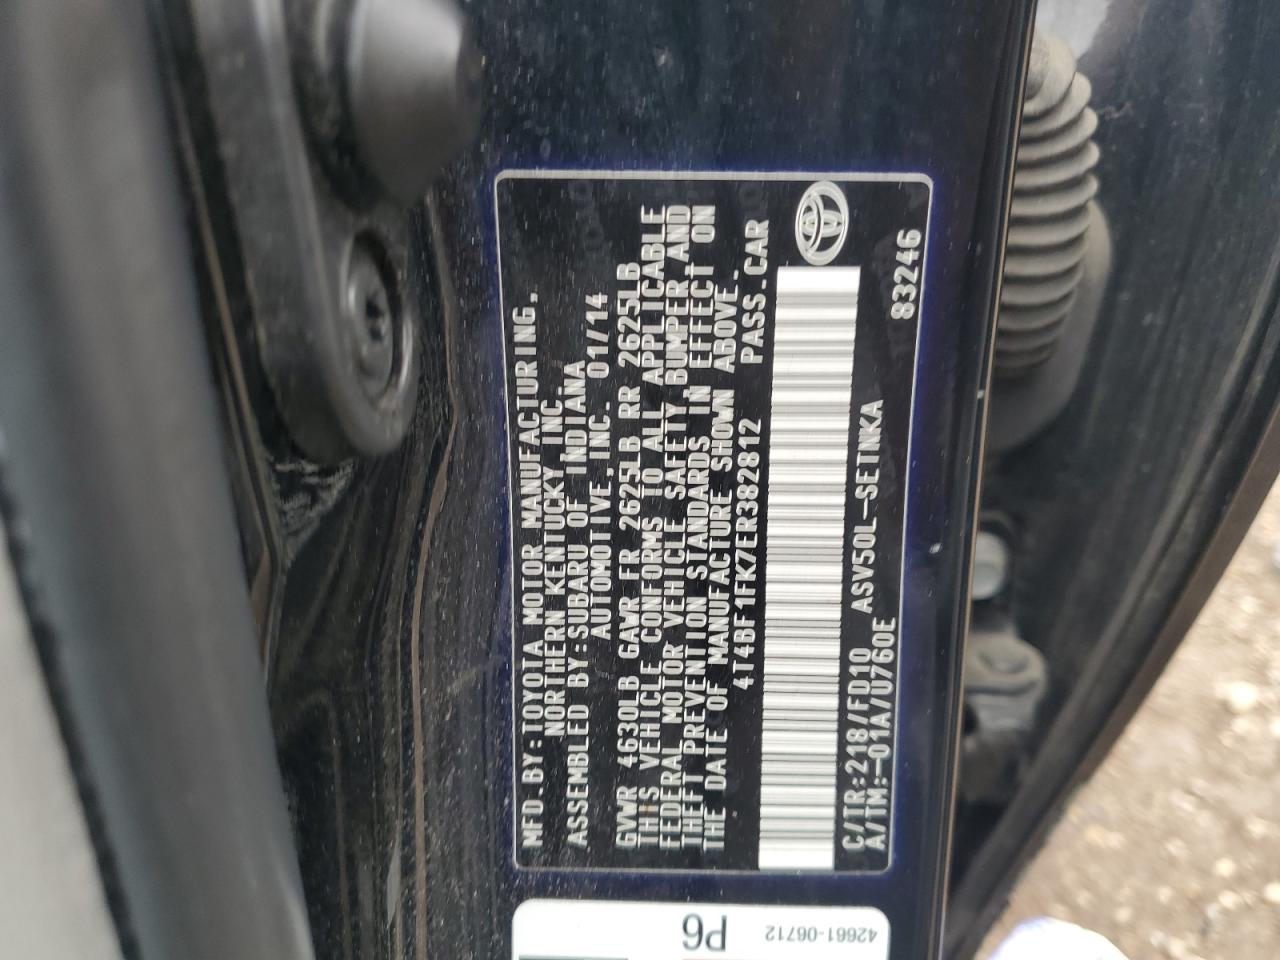 MFD.BY:TOYOTA MOTOR MANUFACTURING,
NORTHERN KENTUCKY INC.
ASSEMBLED BY:SUBARU OF INDIANA
AUTOMOTIVE,INC. 01/14
GVWR 4630LB GAWR FR 2625LB RR 2625LB
THIS VEHICLE CONFORMS TO ALL APPLICABLE
FEDERAL MOTOR VEHICLE SAFETY,BUMPER,AND
THEFT PREVENTION STANDARDS IN EFFECT ON
THE DATE OF MANUFACTURE SHOWN ABOVE.
4T4BF1FK7ER382812 PASS.CAR
C/TR:218/FD10 ASV50L-SETNKA 83246
A/TM:-01A/U760E
P6
42661-06712